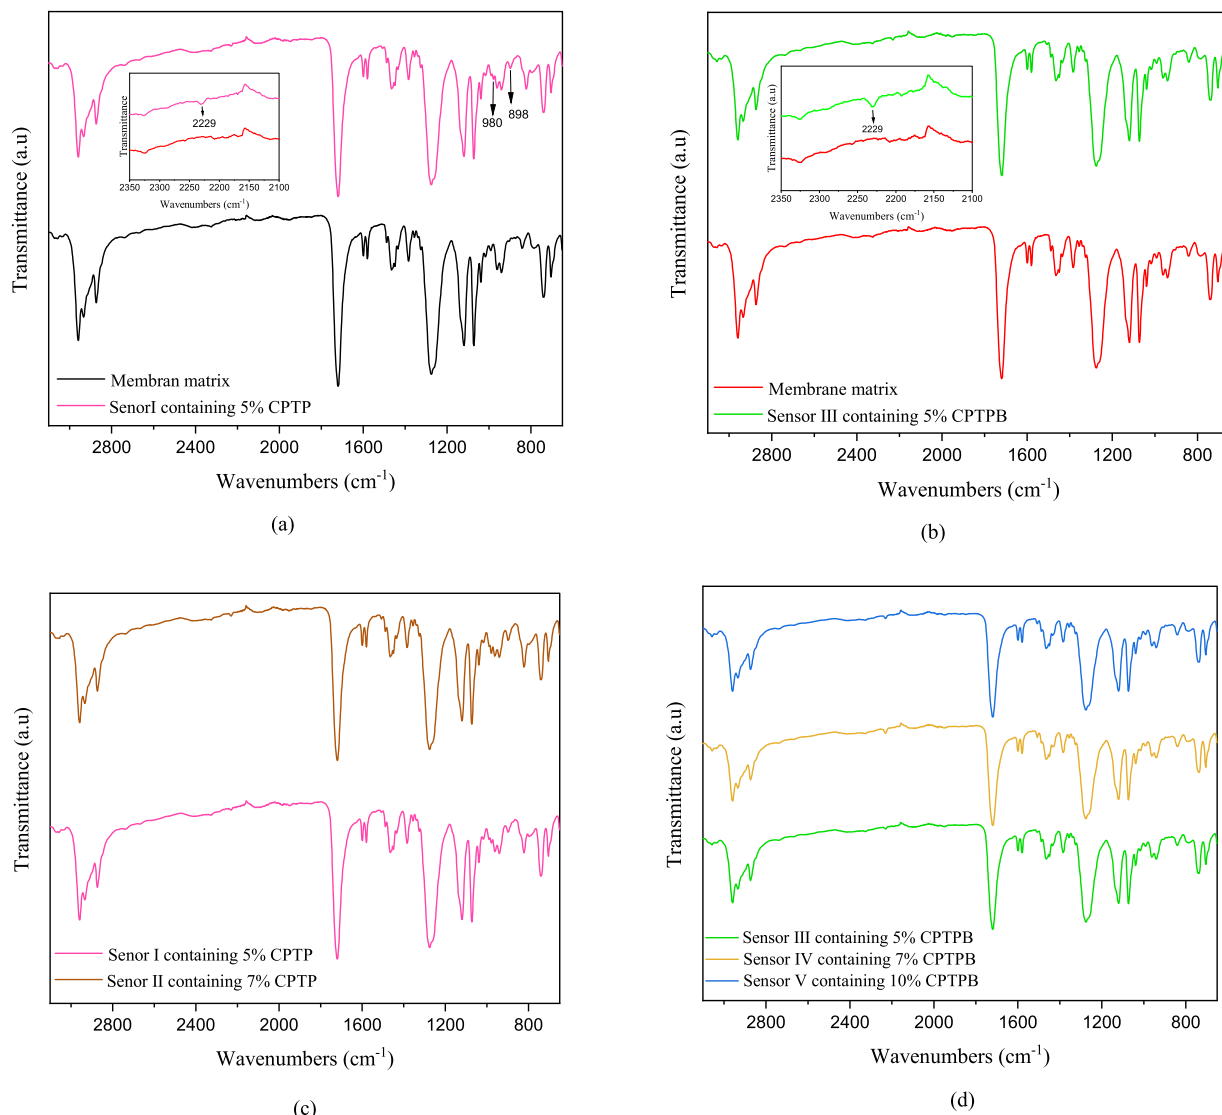 Transmittance (a.u)
Transmittance
2229
2350 2300 2250 2200 2150 2100
Wavenumbers (cm-1)
980
898
Membran matrix
SenorI containing 5% CPTP
2800 2400 2000 1600 1200 800
Wavenumbers (cm-1)
(a)
Transmittance (a.u)
Transmittance (a.u)
2229
2350 2300 2250 2200 2150 2100
Wavenumbers (cm-1)
Membrane matrix
Sensor III containing 5% CPTPB
2800 2400 2000 1600 1200 800
Wavenumbers (cm-1)
(b)
Transmittance (a.u)
Senor I containing 5% CPTP
Senor II containing 7% CPTP
2800 2400 2000 1600 1200 800
Wavenumbers (cm-1)
(c)
Transmittance (a.u)
Sensor III containing 5% CPTPB
Sensor IV containing 7% CPTPB
Sensor V containing 10% CPTPB
2800 2400 2000 1600 1200 800
Wavenumbers (cm-1)
(d)